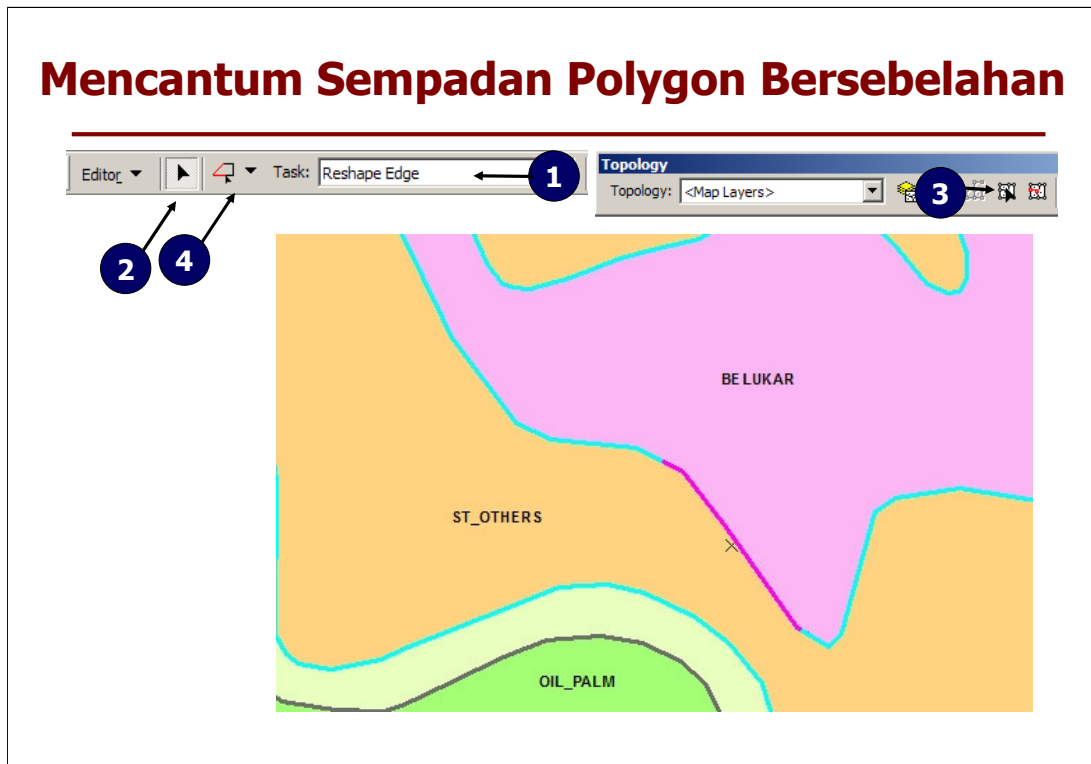 Mencantum Sempadan Polygon Bersebelahan
Editor Task: Reshape Edge 1
Topology
Topology: <Map Layers> 3
2 4
BELUKAR
ST_OTHERS
OIL_PALM